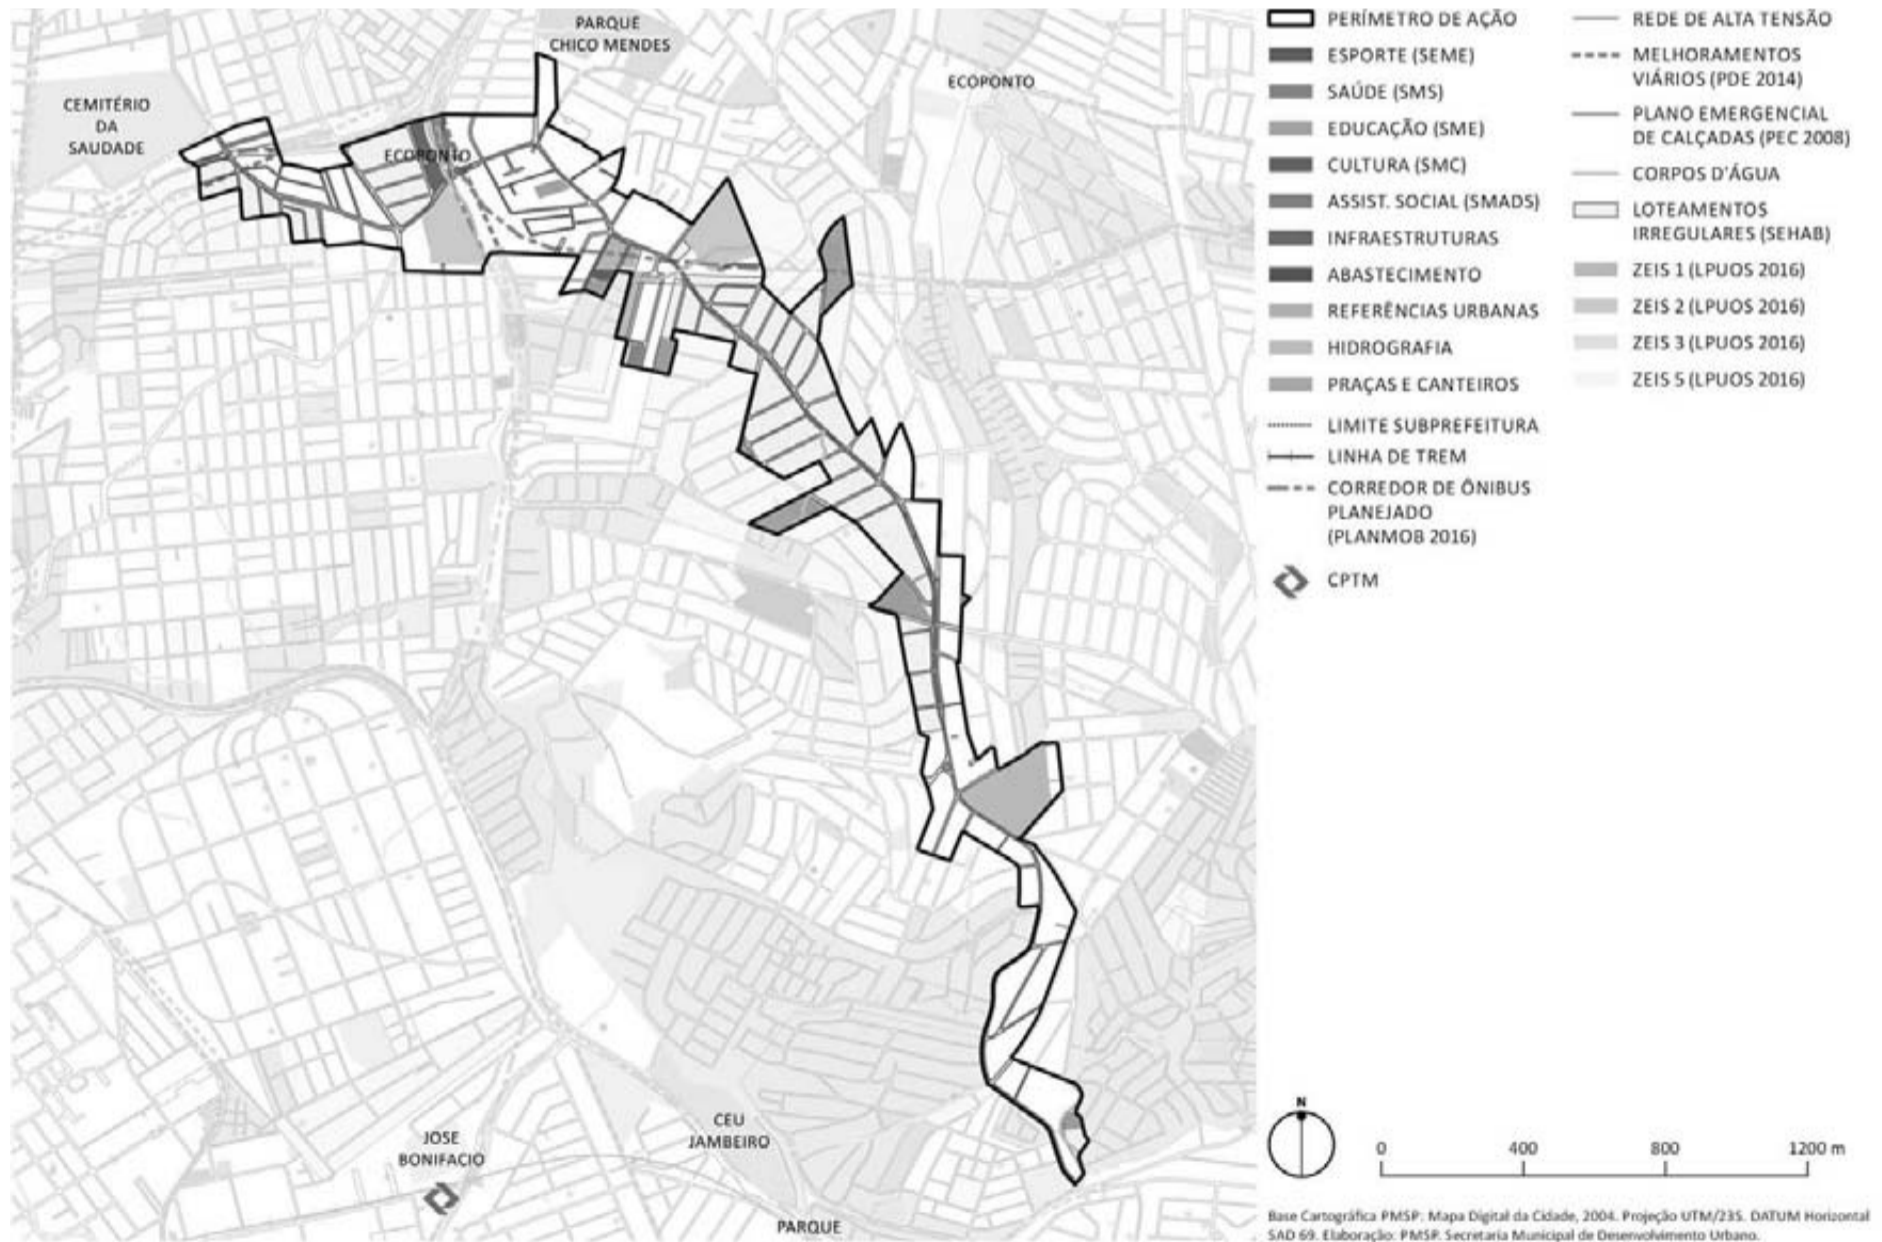 PARQUE
CHICO MENDES
ECOPONTO
CEMITÉRIO
DA
SAUDADE
ECOPONTO
JOSE
BONIFACIO
CEU
JAMBEIRO
PARQUE
PERÍMETRO DE AÇÃO
ESPORTE (SEME)
SAÚDE (SMS)
EDUCAÇÃO (SME)
CULTURA (SMC)
ASSIST. SOCIAL (SMADS)
INFRAESTRUTURAS
ABASTECIMENTO
REFERÊNCIAS URBANAS
HIDROGRAFIA
PRAÇAS E CANTEIROS
LIMITE SUBPREFEITURA
LINHA DE TREM
CORREDOR DE ÔNIBUS
PLANEJADO
(PLANMOB 2016)
CPTM
REDE DE ALTA TENSÃO
MELHORAMENTOS
VIÁRIOS (PDE 2014)
PLANO EMERGENCIAL
DE CALÇADAS (PEC 2008)
CORPOS D'ÁGUA
LOTEAMENTOS
IRREGULARES (SEHAB)
ZEIS 1 (LPUOS 2016)
ZEIS 2 (LPUOS 2016)
ZEIS 3 (LPUOS 2016)
ZEIS 5 (LPUOS 2016)
N
0 400 800 1200 m
Base Cartográfica PMSP: Mapa Digital da Cidade, 2004. Projeção UTM/23S. DATUM Horizontal
SAD 69. Elaboração: PMSP. Secretaria Municipal de Desenvolvimento Urbano.